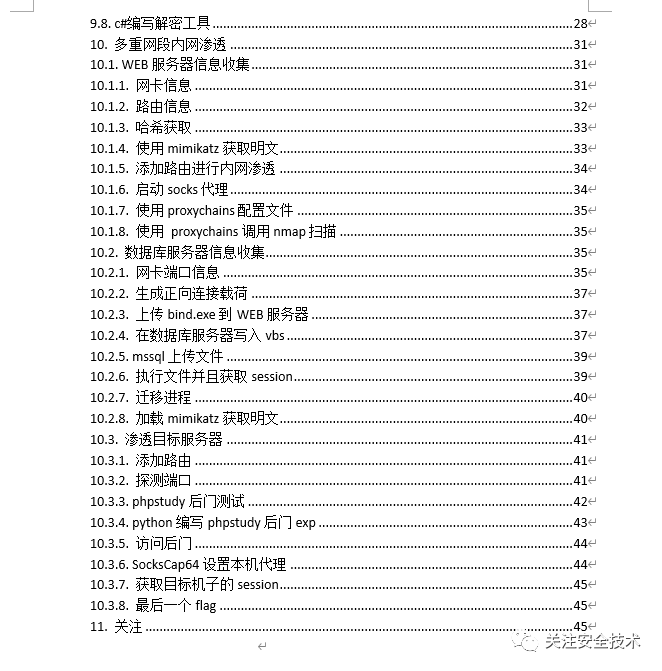 9.8. c#编写解密工具........28
10. 多重网段内网渗透........31
10.1. WEB 服务器信息收集........31
10.1.1. 网卡信息........31
10.1.2. 路由信息........32
10.1.3. 哈希获取........33
10.1.4. 使用 mimikatz 获取明文........33
10.1.5. 添加路由进行内网渗透........34
10.1.6. 启动 socks 代理........34
10.1.7. 使用 proxychains 配置文件........35
10.1.8. 使用 proxychains 调用 nmap 扫描........35
10.2. 数据库服务器信息收集........35
10.2.1. 网卡端口信息........35
10.2.2. 生成正向连接载荷........37
10.2.3. 上传 bind.exe 到 WEB 服务器........37
10.2.4. 在数据库服务器写入 vbs........37
10.2.5. mssql 上传文件........39
10.2.6. 执行文件并且获取 session........39
10.2.7. 迁移进程........40
10.2.8. 加载 mimikatz 获取明文........40
10.3. 渗透目标服务器........41
10.3.1. 添加路由........41
10.3.2. 探测端口........41
10.3.3. phpstudy 后门测试........42
10.3.4. python 编写 phpstudy 后门 exp........43
10.3.5. 访问后门........44
10.3.6. SocksCap64 设置本机代理........44
10.3.7. 获取目标机子的 session........45
10.3.8. 最后一个 flag........45
11. 关注........45
关注安全技术